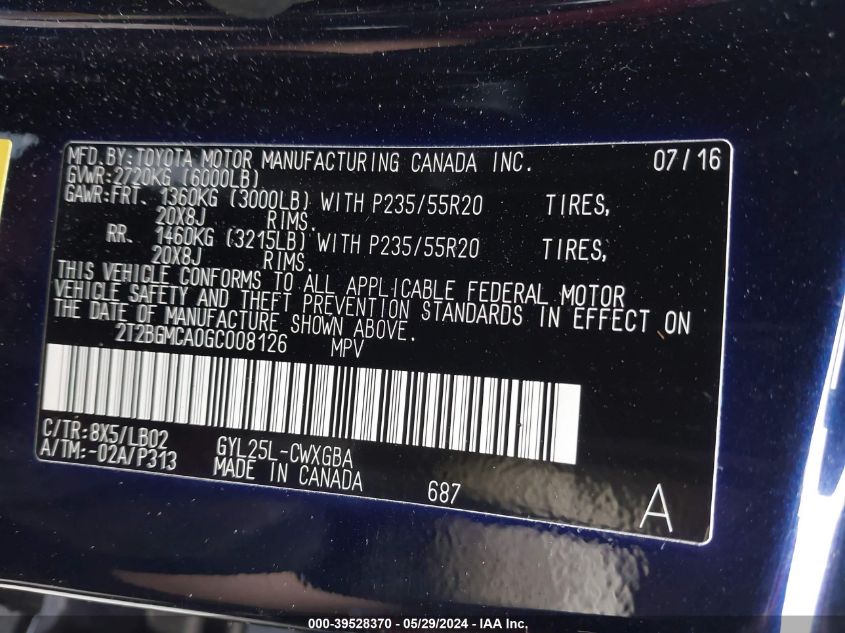 MFD. BY: TOYOTA MOTOR MANUFACTURING CANADA INC. 07/16
GVWR: 2720KG (6000LB)
GAWR: FRT. 1360KG (3000LB) WITH P235/55R20 TIRES,
20X8J RIMS.
RR. 1460KG (3215LB) WITH P235/55R20 TIRES,
20X8J RIMS.
THIS VEHICLE CONFORMS TO ALL APPLICABLE FEDERAL MOTOR
VEHICLE SAFETY AND THEFT PREVENTION STANDARDS IN EFFECT ON
THE DATE OF MANUFACTURE SHOWN ABOVE.
2T2BGMCA0GC008126 MPV
C/TR: 8X5/LB02 GYL25L-CWXGBA
A/TM: -02A/P313 MADE IN CANADA 687 A
000-39528370 - 05/29/2024 - IAA Inc.